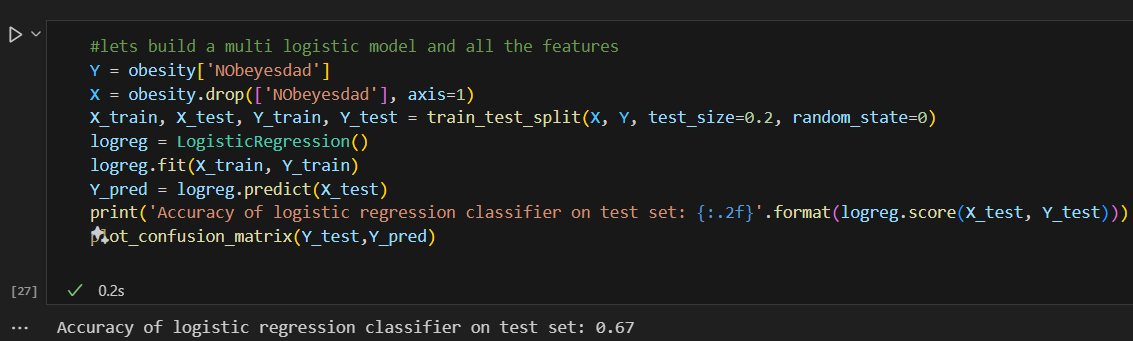 #lets build a multi logistic model and all the features
Y = obesity['NObeyesdad']
X = obesity.drop(['NObeyesdad'], axis=1)
X_train, X_test, Y_train, Y_test = train_test_split(X, Y, test_size=0.2, random_state=0)
logreg = LogisticRegression()
logreg.fit(X_train, Y_train)
Y_pred = logreg.predict(X_test)
print('Accuracy of logistic regression classifier on test set: {:.2f}'.format(logreg.score(X_test, Y_test)))
plot_confusion_matrix(Y_test,Y_pred)
[27] 0.2s
... Accuracy of logistic regression classifier on test set: 0.67